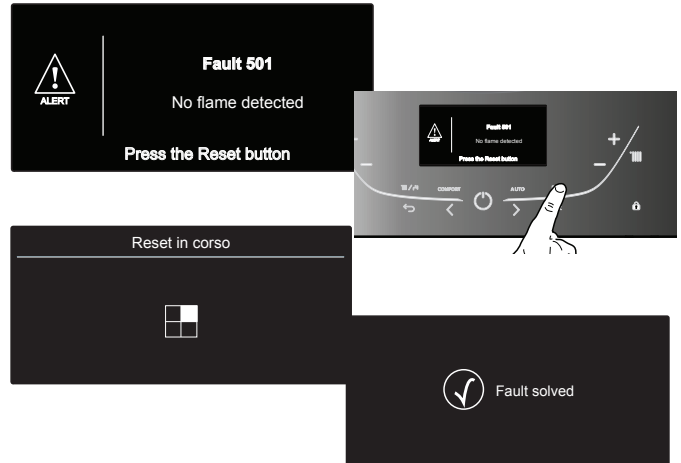 Fault 501
ALERT
No flame detected
Press the Reset button
Fault 501
ALERT
No flame detected
Press the Reset button
COMFORT
AUTO
Reset in corso
Fault solved